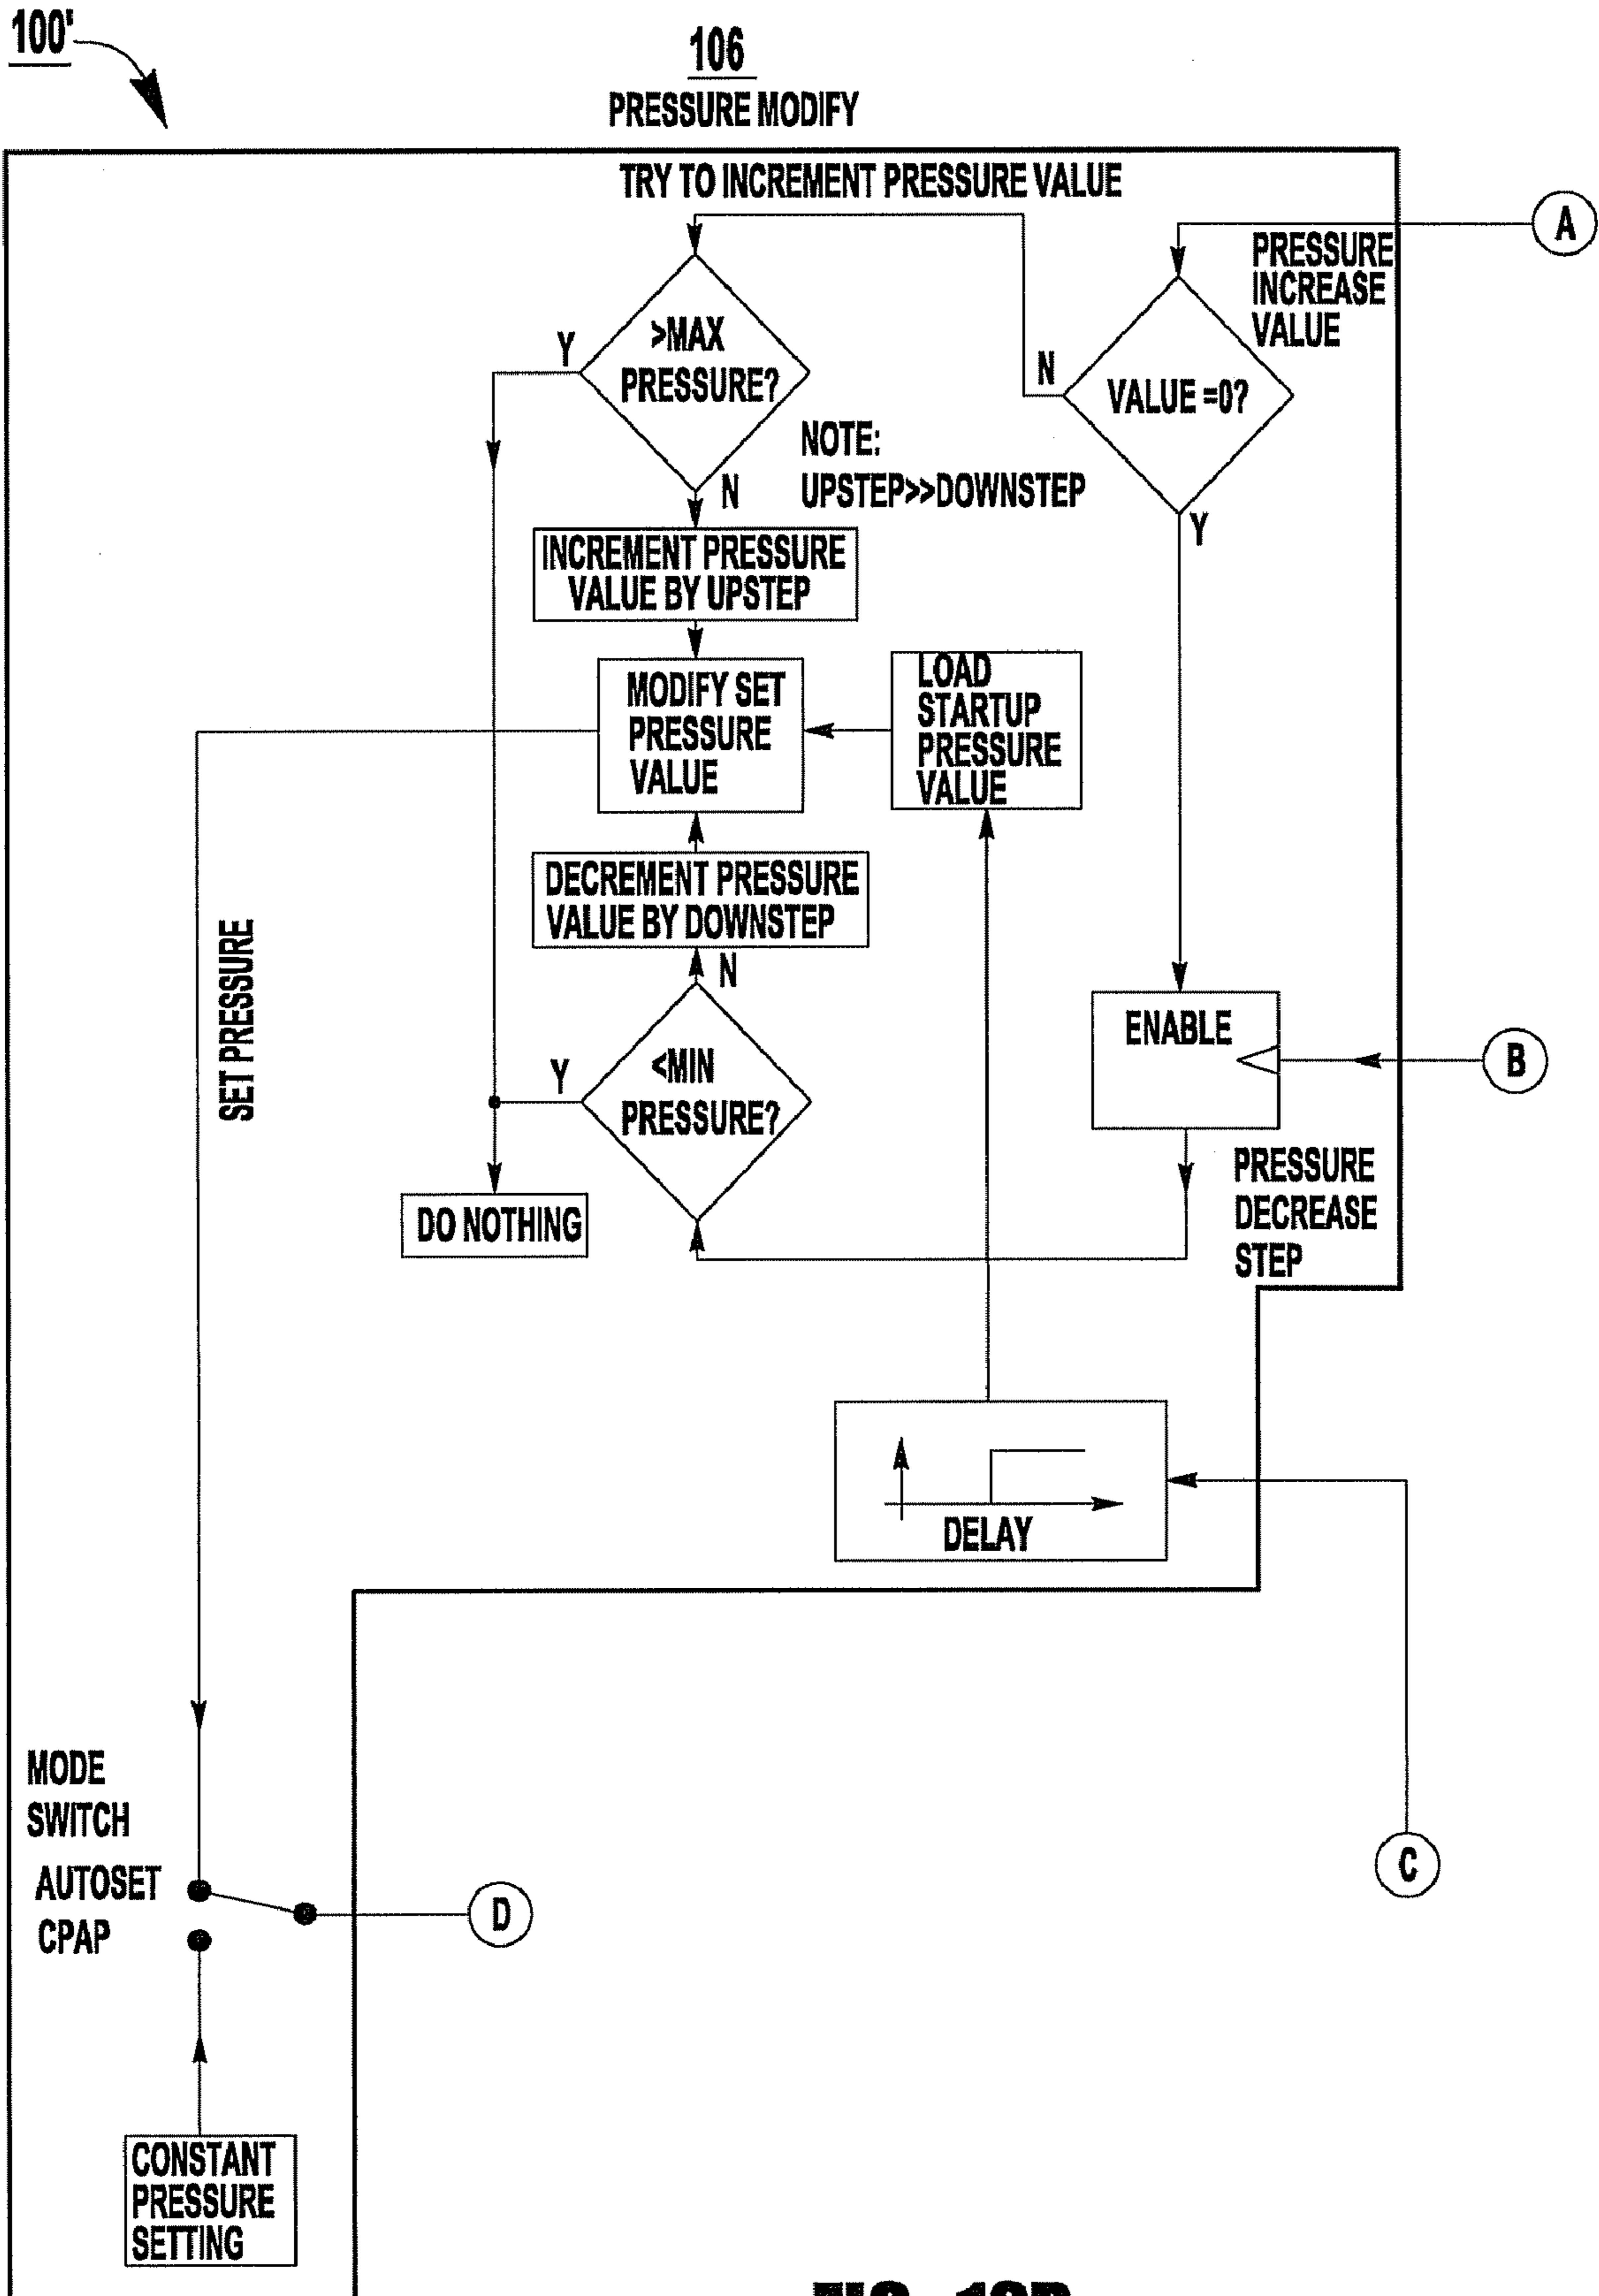 100'
106
PRESSURE MODIFY
TRY TO INCREMENT PRESSURE VALUE
A
PRESSURE
INCREASE
VALUE
>MAX
PRESSURE?
Y
N
VALUE =0?
N
Y
NOTE:
UPSTEP>>DOWNSTEP
INCREMENT PRESSURE
VALUE BY UPSTEP
MODIFY SET
PRESSURE
VALUE
LOAD
STARTUP
PRESSURE
VALUE
DECREMENT PRESSURE
VALUE BY DOWNSTEP
N
SET PRESSURE
ENABLE
B
Y
<MIN
PRESSURE?
PRESSURE
DECREASE
STEP
DO NOTHING
DELAY
MODE
SWITCH
AUTOSET
CPAP
C
D
CONSTANT
PRESSURE
SETTING